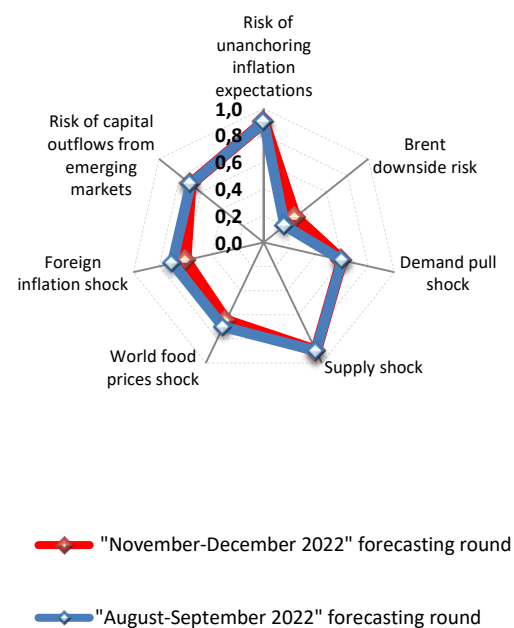 Risk of
unanchoring
inflation
expectations
1,0
0,8
0,6
0,4
0,2
0,0
Brent
downside risk
Demand pull
shock
Supply shock
World food
prices shock
Foreign
inflation shock
Risk of capital
outflows from
emerging
markets
"November-December 2022" forecasting round
"August-September 2022" forecasting round